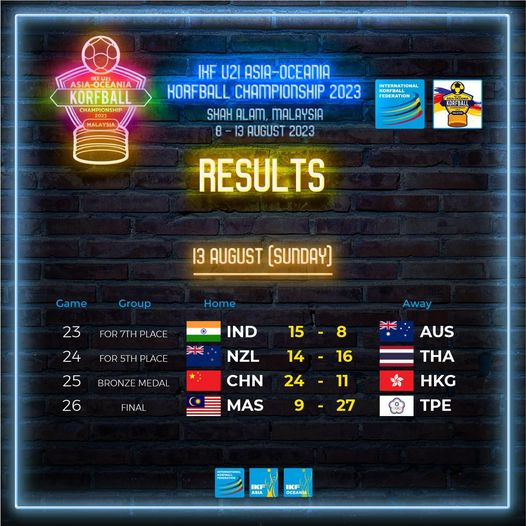 IKF U21
ASIA-OCEANIA
KORFBALL
CHAMPIONSHIP
2023
MALAYSIA
IKF U21 ASIA-OCEANIA
KORFBALL CHAMPIONSHIP 2023
SHAH ALAM, MALAYSIA
8 - 13 AUGUST 2023
INTERNATIONAL
KORFBALL
FEDERATION
KORFBALL
RESULTS
13 AUGUST (SUNDAY)
Game Group Home Away
23 FOR 7TH PLACE IND 15 - 8 AUS
24 FOR 5TH PLACE NZL 14 - 16 THA
25 BRONZE MEDAL CHN 24 - 11 HKG
26 FINAL MAS 9 - 27 TPE
INTERNATIONAL
KORFBALL
FEDERATION
IKF
ASIA
IKF
OCEANIA